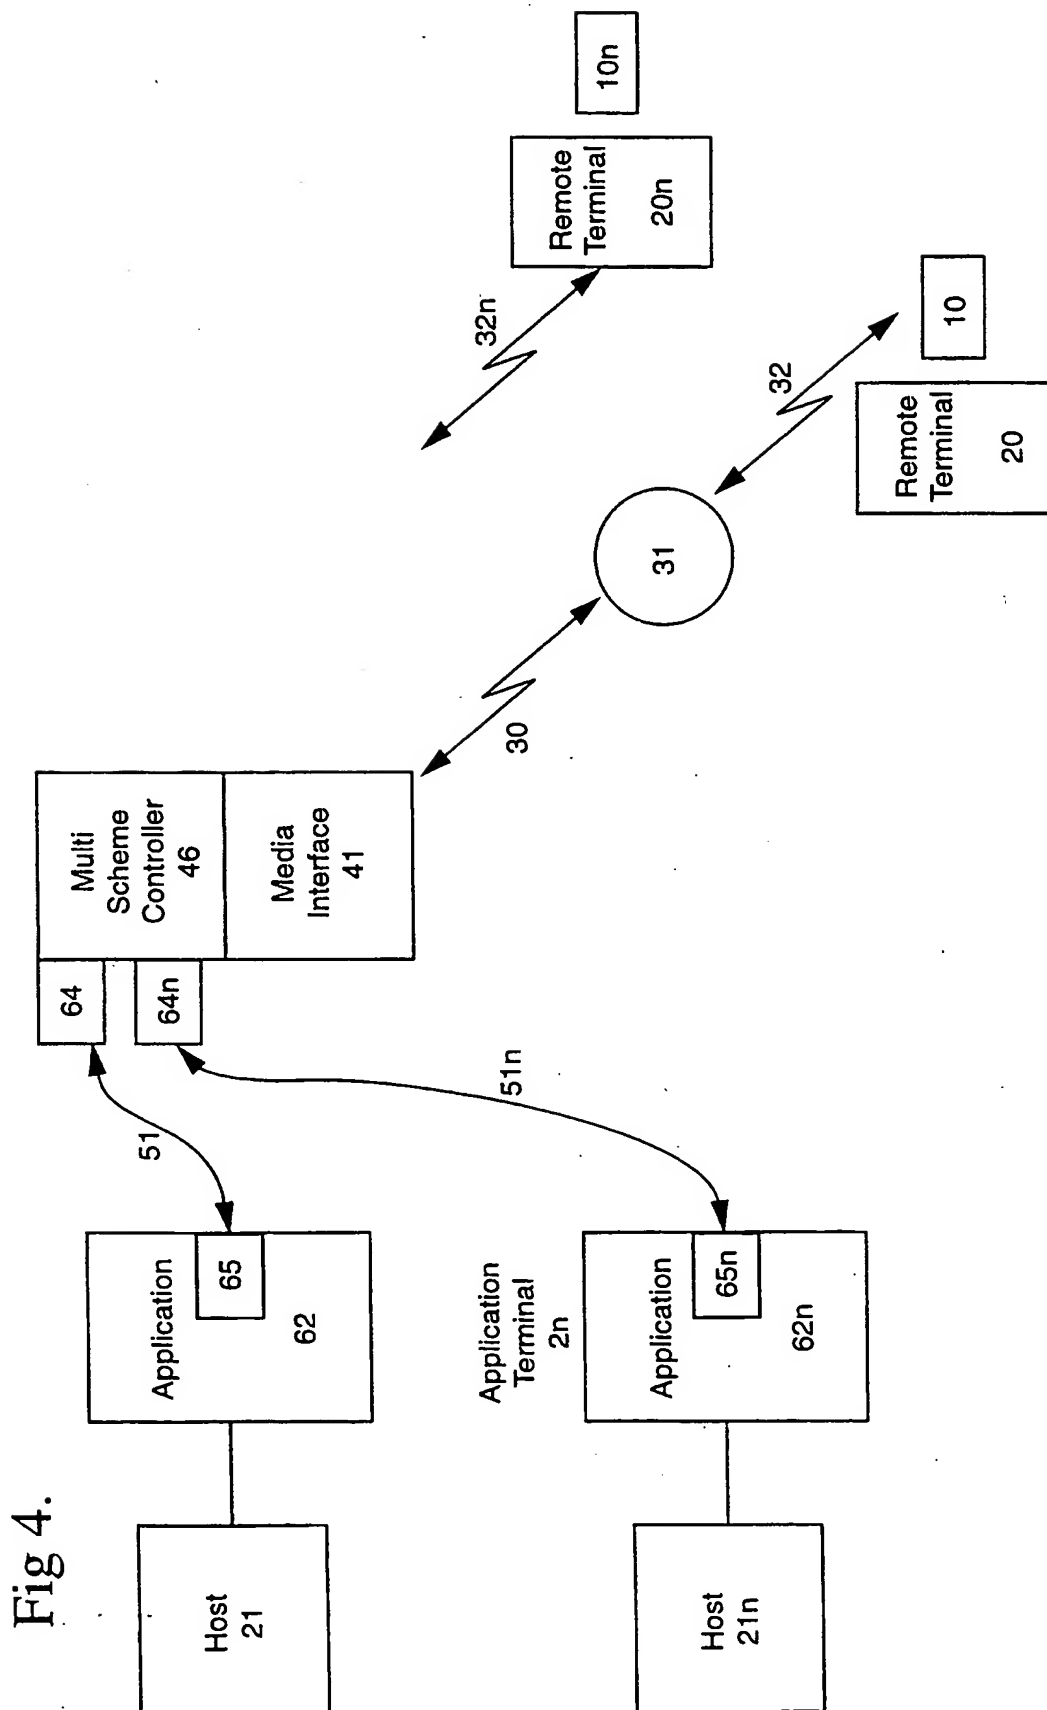 Fig 4.
Host
21
Application
62
65
51
64
64n
Multi
Scheme
Controller
46
Media
Interface
41
30
31
32
32n
Remote
Terminal
20n
10n
Remote
Terminal
20
10
Host
21n
Application
Terminal
2n
Application
62n
65n
51n